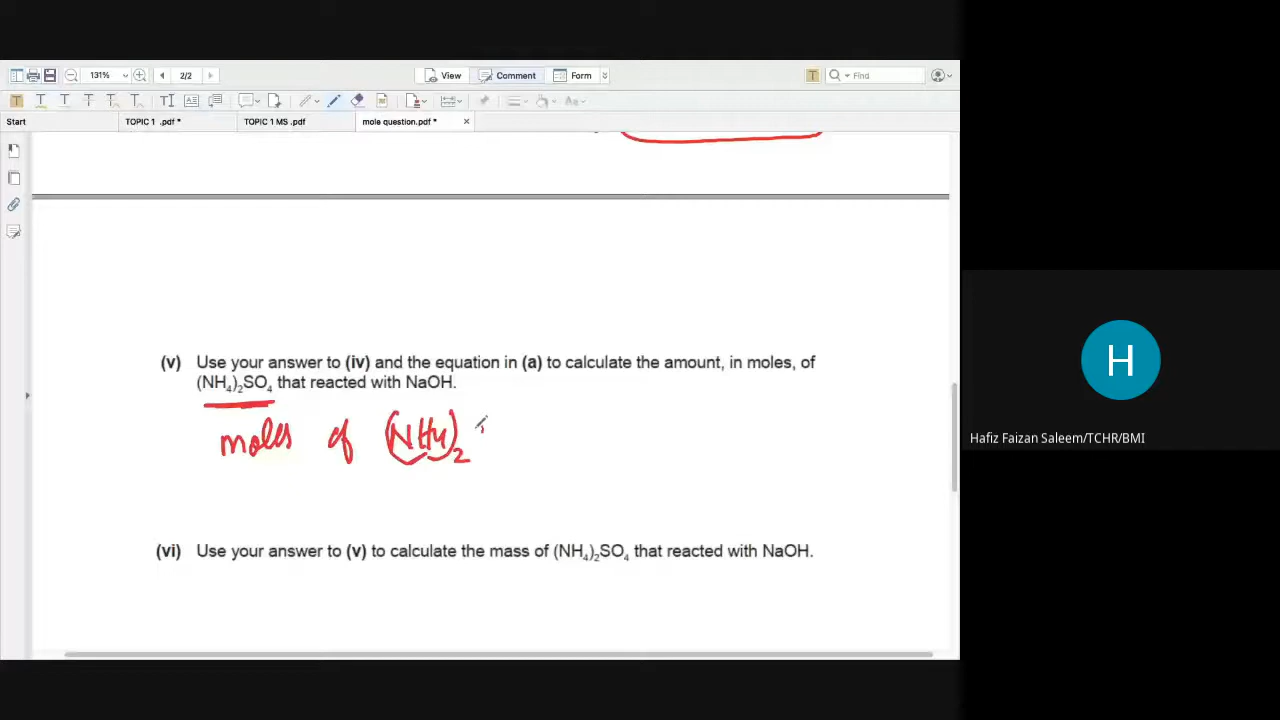 131% 2/2 View Comment Form Find
Start TOPIC 1 .pdf * TOPIC 1 MS .pdf mole question.pdf *
(v) Use your answer to (iv) and the equation in (a) to calculate the amount, in moles, of
(NH₄)₂SO₄ that reacted with NaOH.
moles of (NH4)2
H
Hafiz Faizan Saleem/TCHR/BMI
(vi) Use your answer to (v) to calculate the mass of (NH₄)₂SO₄ that reacted with NaOH.